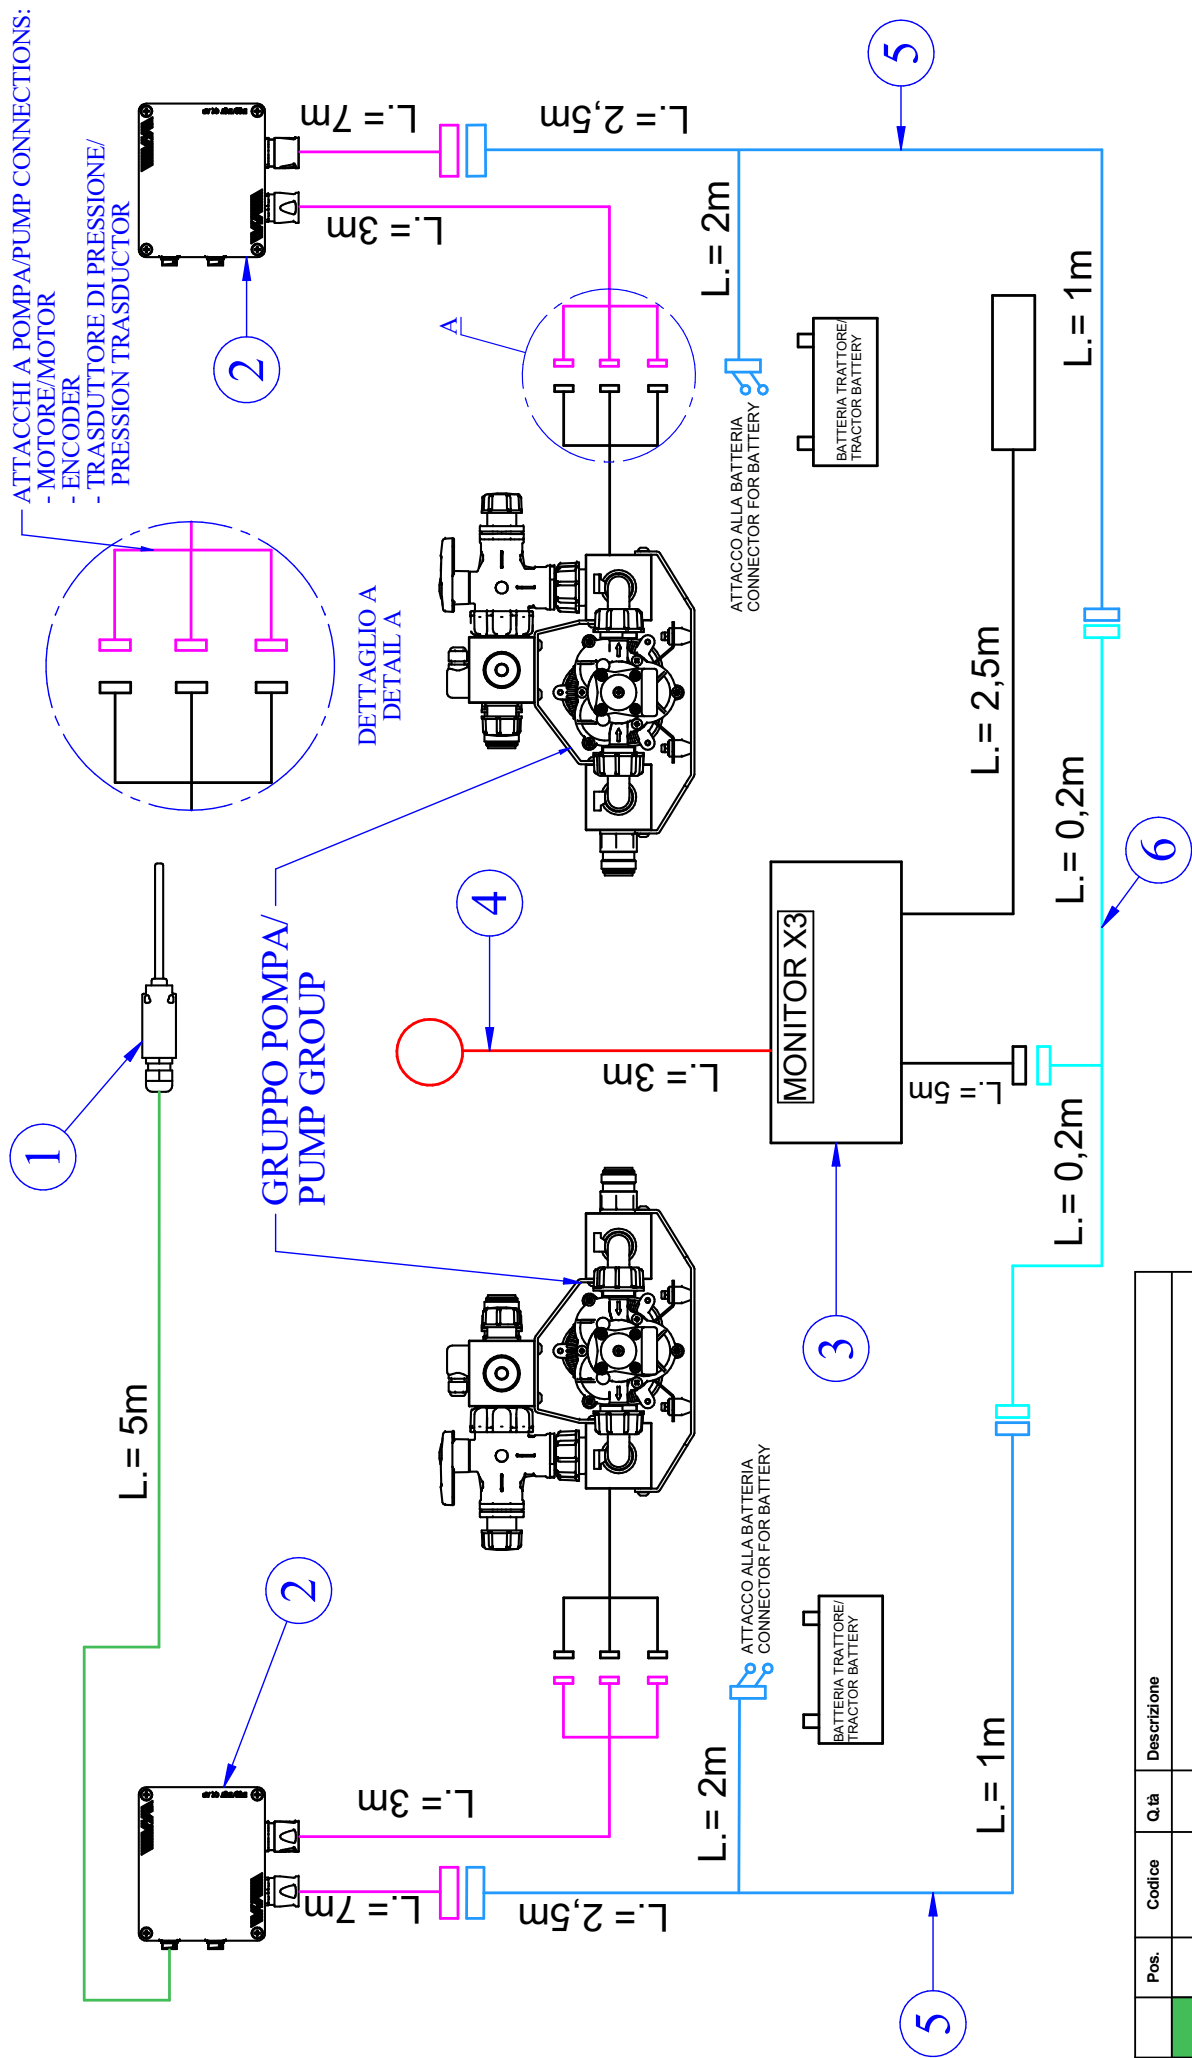 ATTACCHI A POMPA/PUMP CONNECTIONS:
- MOTORE/MOTOR
- ENCODER
- TRASDUTTORE DI PRESSIONE/
PRESSION TRASDUCTOR
DETTAGLIO A
DETAIL A
1
L.= 5m
2
2
GRUPPO POMPA/
PUMP GROUP
A
L.= 7m
L.= 3m
L.= 2,5m
L.= 2m
5
ATTACCO ALLA BATTERIA
CONNECTOR FOR BATTERY
BATTERIA TRATTORE/
TRACTOR BATTERY
L.= 1m
4
L.= 3m
MONITOR X3
3
L.= 5m
L.= 2,5m
L.= 0,2m
L.= 0,2m
6
L.= 3m
L.= 7m
L.= 2,5m
L.= 2m
ATTACCO ALLA BATTERIA
CONNECTOR FOR BATTERY
BATTERIA TRATTORE/
TRACTOR BATTERY
L.= 1m
5
Pos. Codice Q.tà Descrizione